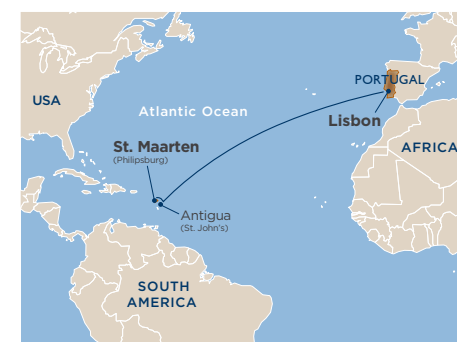 PORTUGAL
USA
Atlantic Ocean
Lisbon
St. Maarten
(Philipsburg)
AFRICA
Antigua
(St. John's)
SOUTH
AMERICA